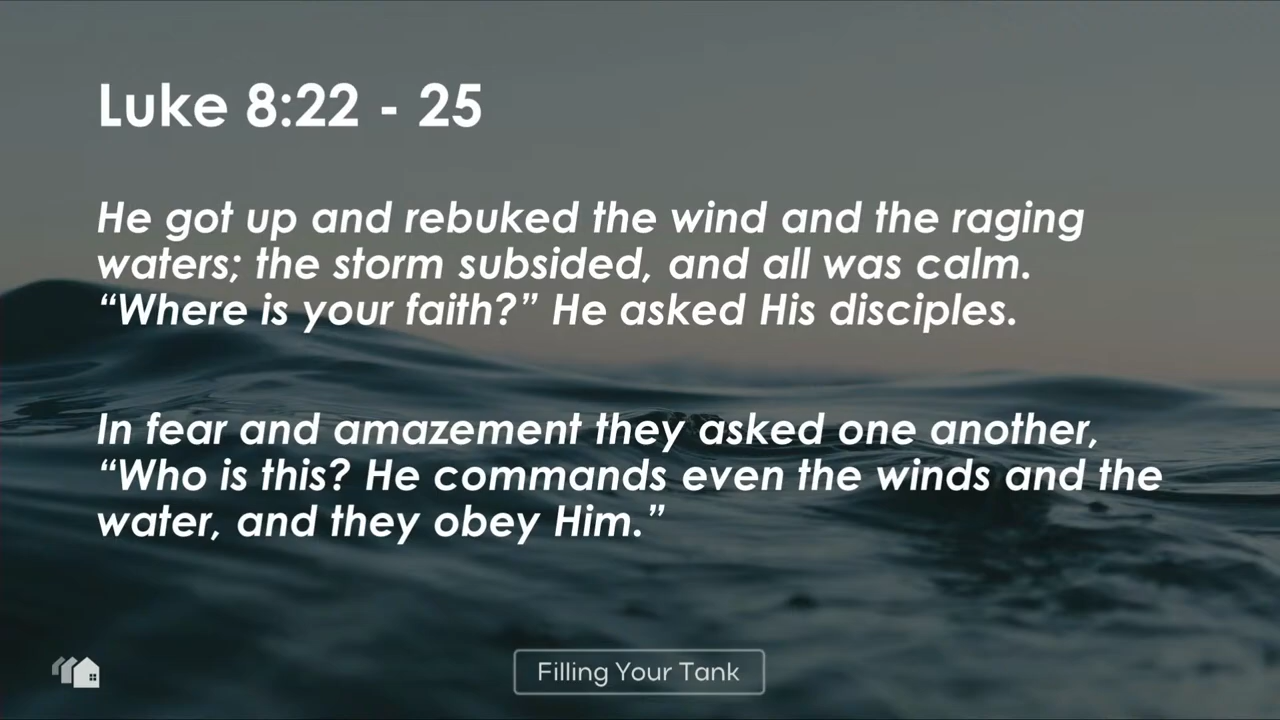 Luke 8:22 - 25
He got up and rebuked the wind and the raging
waters; the storm subsided, and all was calm.
“Where is your faith?” He asked His disciples.
In fear and amazement they asked one another,
“Who is this? He commands even the winds and the
water, and they obey Him.”
Filling Your Tank